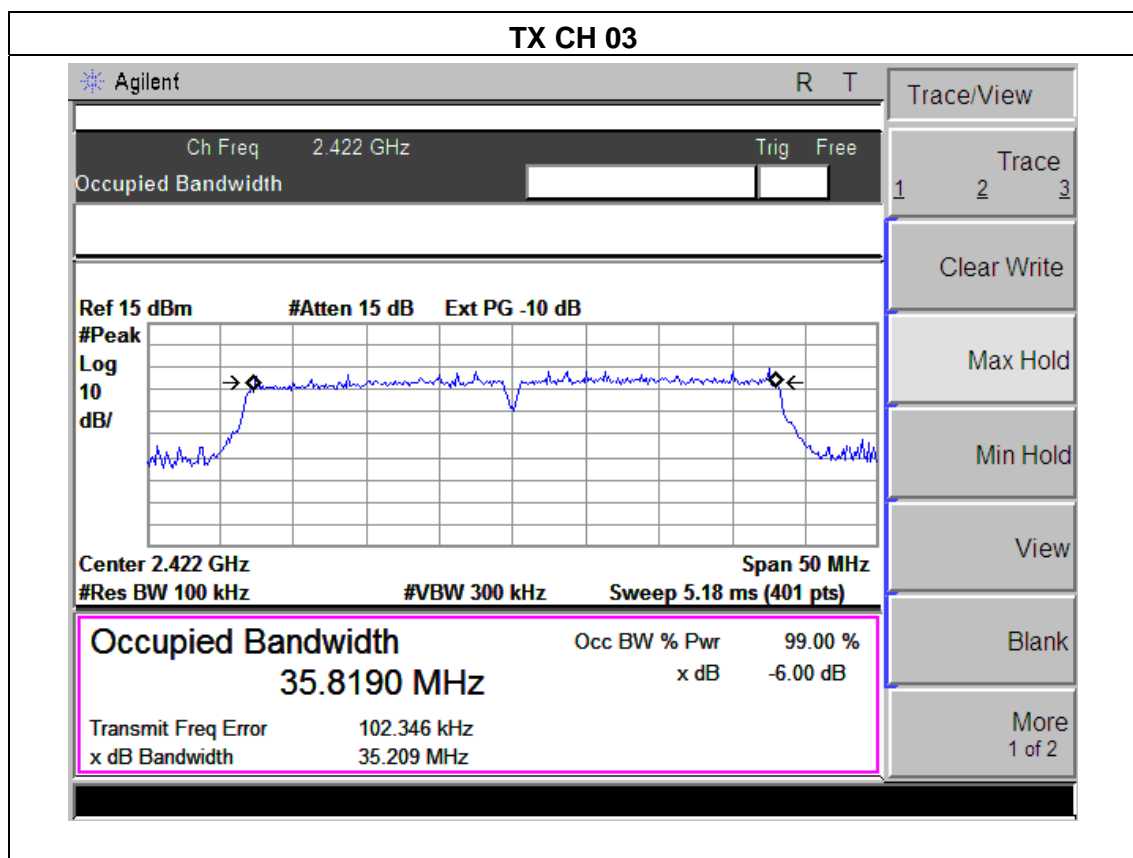 TX CH 03
Agilent R T
Ch Freq 2.422 GHz Trig Free
Occupied Bandwidth
Ref 15 dBm #Atten 15 dB Ext PG -10 dB
#Peak
Log
10
dB/
Center 2.422 GHz Span 50 MHz
#Res BW 100 kHz #VBW 300 kHz Sweep 5.18 ms (401 pts)
Occupied Bandwidth Occ BW % Pwr 99.00 %
35.8190 MHz x dB -6.00 dB
Transmit Freq Error 102.346 kHz
x dB Bandwidth 35.209 MHz
Trace/View
Trace
1 2 3
Clear Write
Max Hold
Min Hold
View
Blank
More
1 of 2